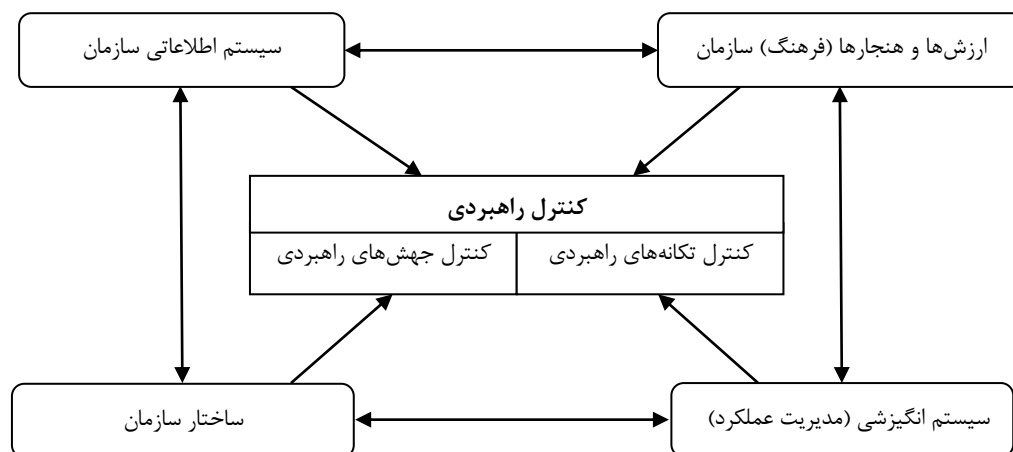 ارزش‌ها و هنجارها (فرهنگ) سازمان
سیستم اطلاعاتی سازمان
کنترل راهبردی
کنترل تکانه‌های راهبردی
کنترل جهش‌های راهبردی
سیستم انگیزشی (مدیریت عملکرد)
ساختار سازمان